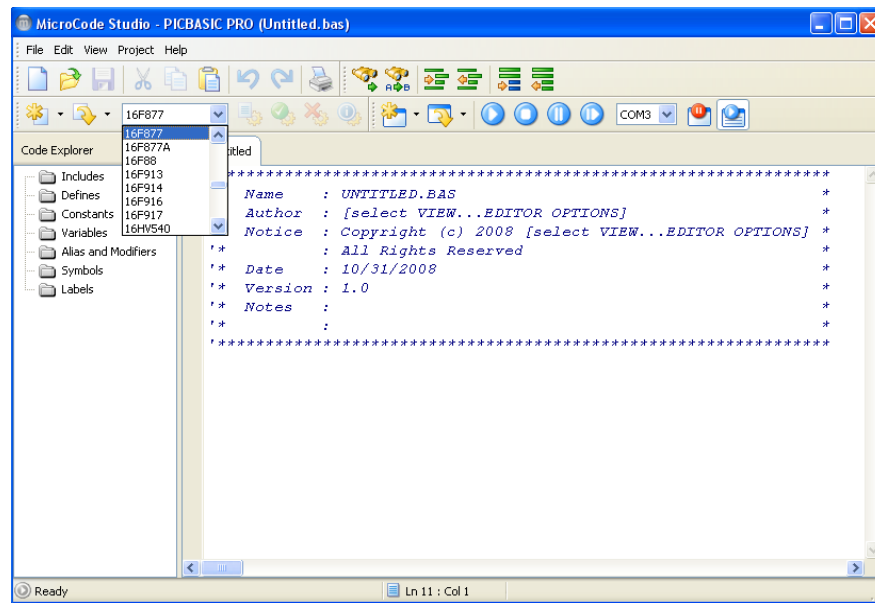 MicroCode Studio - PICBASIC PRO (Untitled.bas)
File Edit View Project Help
16F877
COM3
16F877
16F877A
16F88
16F913
16F914
16F916
16F917
16HV540
Code Explorer
Includes
Defines
Constants
Variables
Alias and Modifiers
Symbols
Labels
titled
*****************************************************************
Name : UNTITLED.BAS *
Author : [select VIEW...EDITOR OPTIONS] *
Notice : Copyright (c) 2008 [select VIEW...EDITOR OPTIONS] *
'* : All Rights Reserved *
'* Date : 10/31/2008 *
'* Version : 1.0 *
'* Notes : *
'* : *
'****************************************************************
Ready
Ln 11 : Col 1